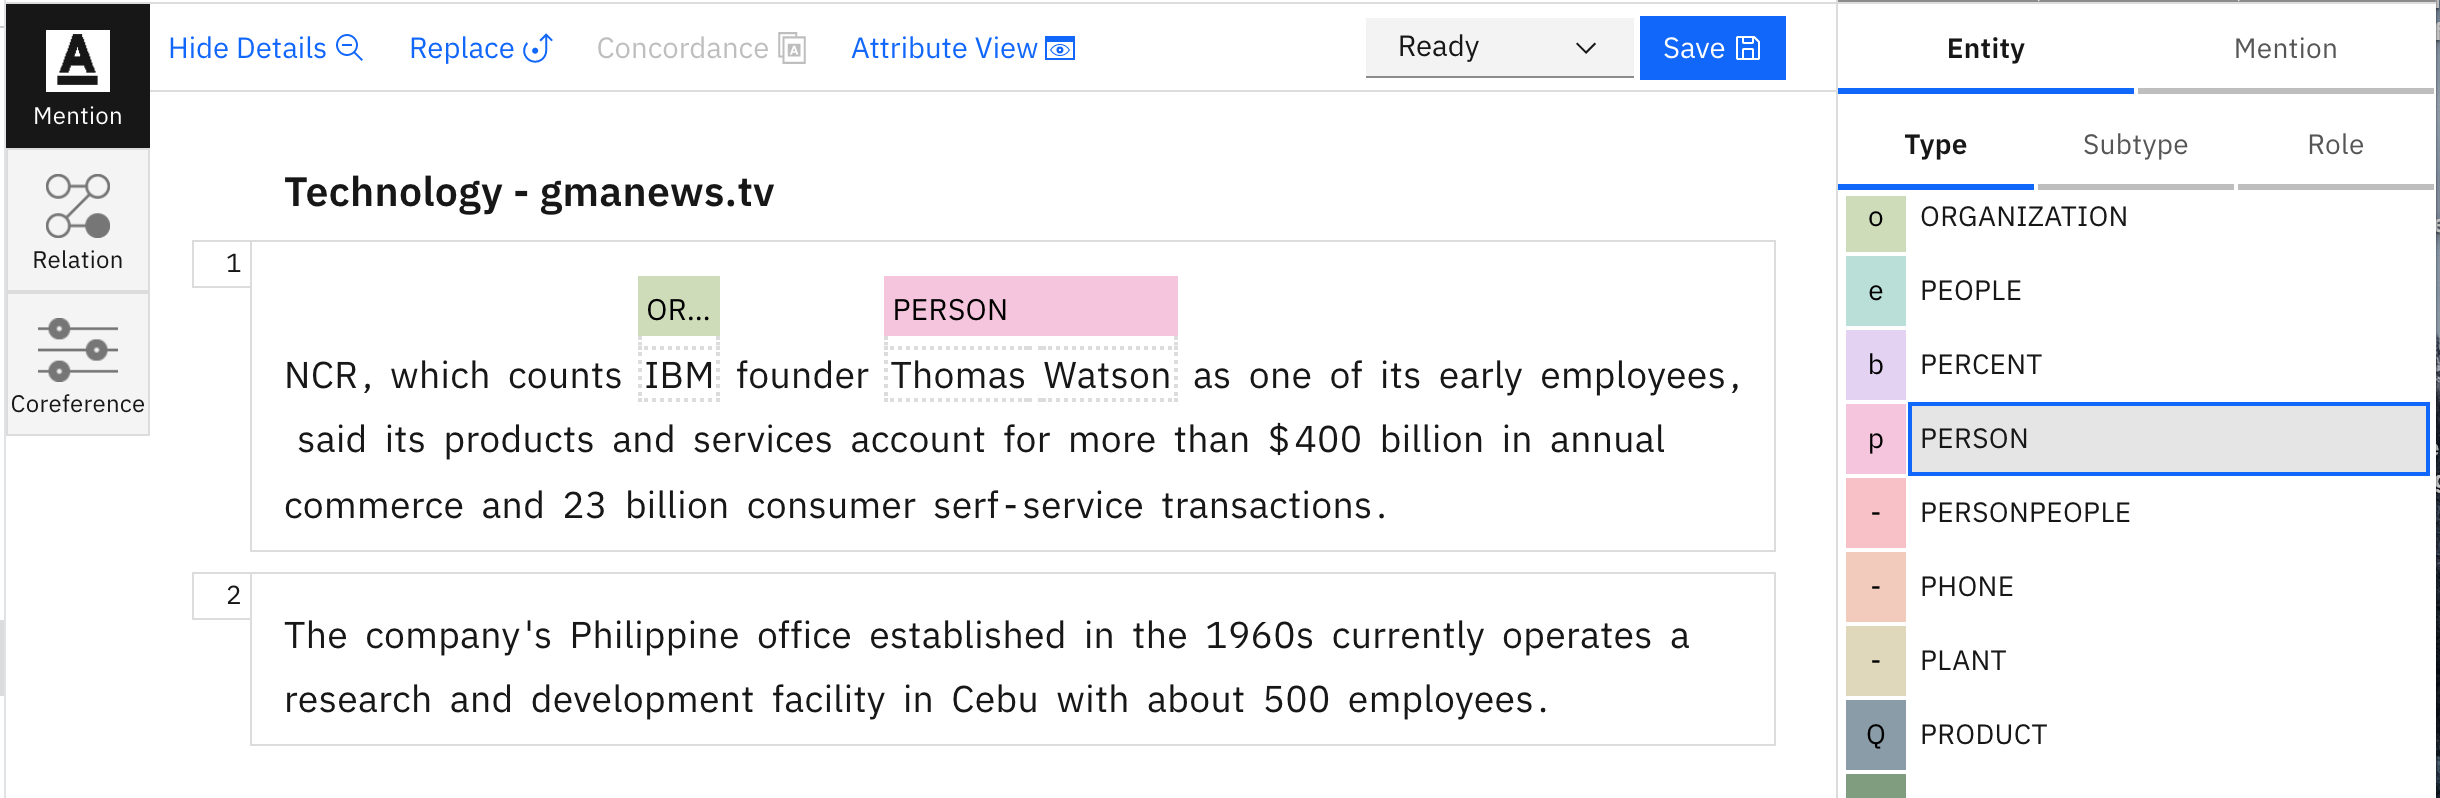 A
Mention
Relation
Coreference
Hide Details
Replace
Concordance A
Attribute View
Ready
Save
Technology - gmanews.tv
1
OR...
PERSON
NCR, which counts IBM founder Thomas Watson as one of its early employees,
said its products and services account for more than $400 billion in annual
commerce and 23 billion consumer serf-service transactions.
2
The company's Philippine office established in the 1960s currently operates a
research and development facility in Cebu with about 500 employees.
Entity
Mention
Type
Subtype
Role
o ORGANIZATION
e PEOPLE
b PERCENT
p PERSON
- PERSONPEOPLE
- PHONE
- PLANT
Q PRODUCT